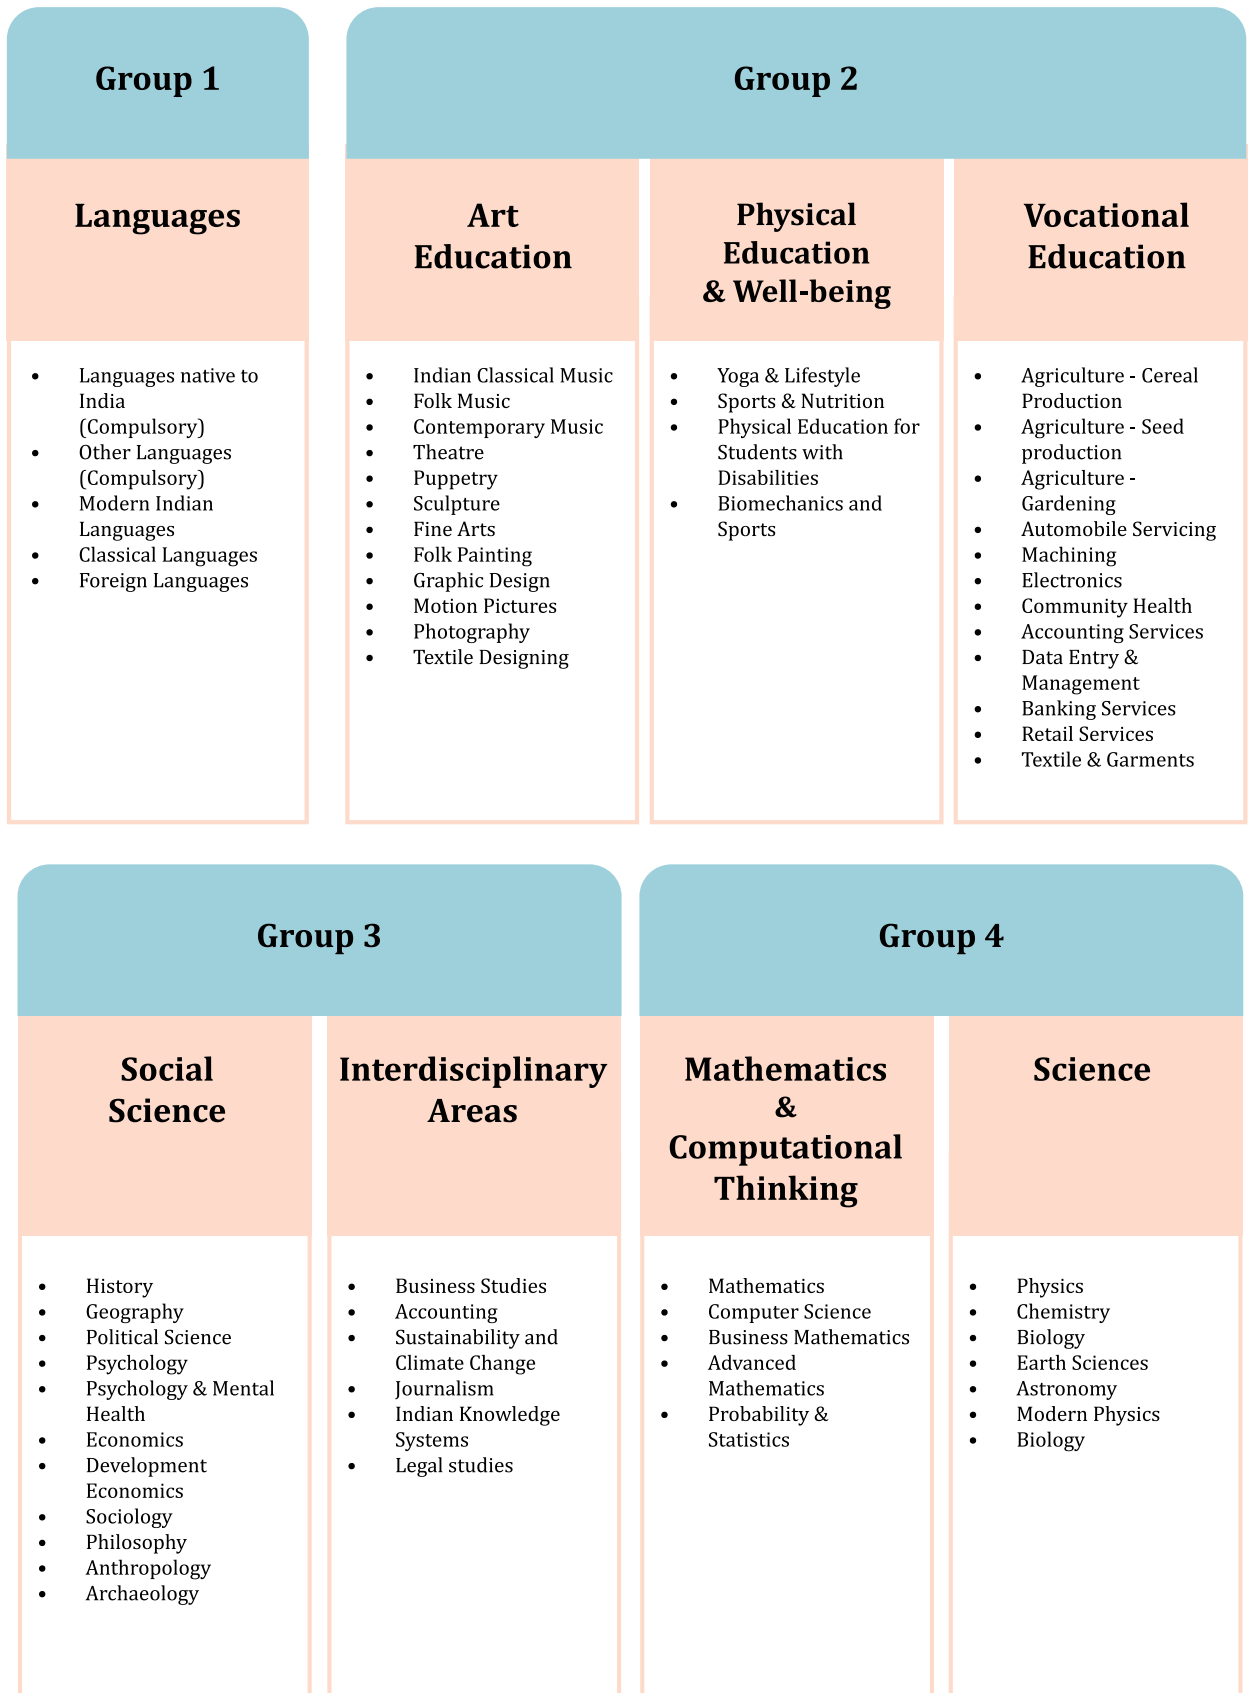 Group 1
Languages
• Languages native to
India
(Compulsory)
• Other Languages
(Compulsory)
• Modern Indian
Languages
• Classical Languages
• Foreign Languages
Group 2
Art
Education
• Indian Classical Music
• Folk Music
• Contemporary Music
• Theatre
• Puppetry
• Sculpture
• Fine Arts
• Folk Painting
• Graphic Design
• Motion Pictures
• Photography
• Textile Designing
Physical
Education
& Well-being
• Yoga & Lifestyle
• Sports & Nutrition
• Physical Education for
Students with
Disabilities
• Biomechanics and
Sports
Vocational
Education
• Agriculture - Cereal
Production
• Agriculture - Seed
production
• Agriculture -
Gardening
• Automobile Servicing
• Machining
• Electronics
• Community Health
• Accounting Services
• Data Entry &
Management
• Banking Services
• Retail Services
• Textile & Garments
Group 3
Social
Science
• History
• Geography
• Political Science
• Psychology
• Psychology & Mental
Health
• Economics
• Development
Economics
• Sociology
• Philosophy
• Anthropology
• Archaeology
Interdisciplinary
Areas
• Business Studies
• Accounting
• Sustainability and
Climate Change
• Journalism
• Indian Knowledge
Systems
• Legal studies
Group 4
Mathematics
&
Computational
Thinking
• Mathematics
• Computer Science
• Business Mathematics
• Advanced
Mathematics
• Probability &
Statistics
Science
• Physics
• Chemistry
• Biology
• Earth Sciences
• Astronomy
• Modern Physics
• Biology